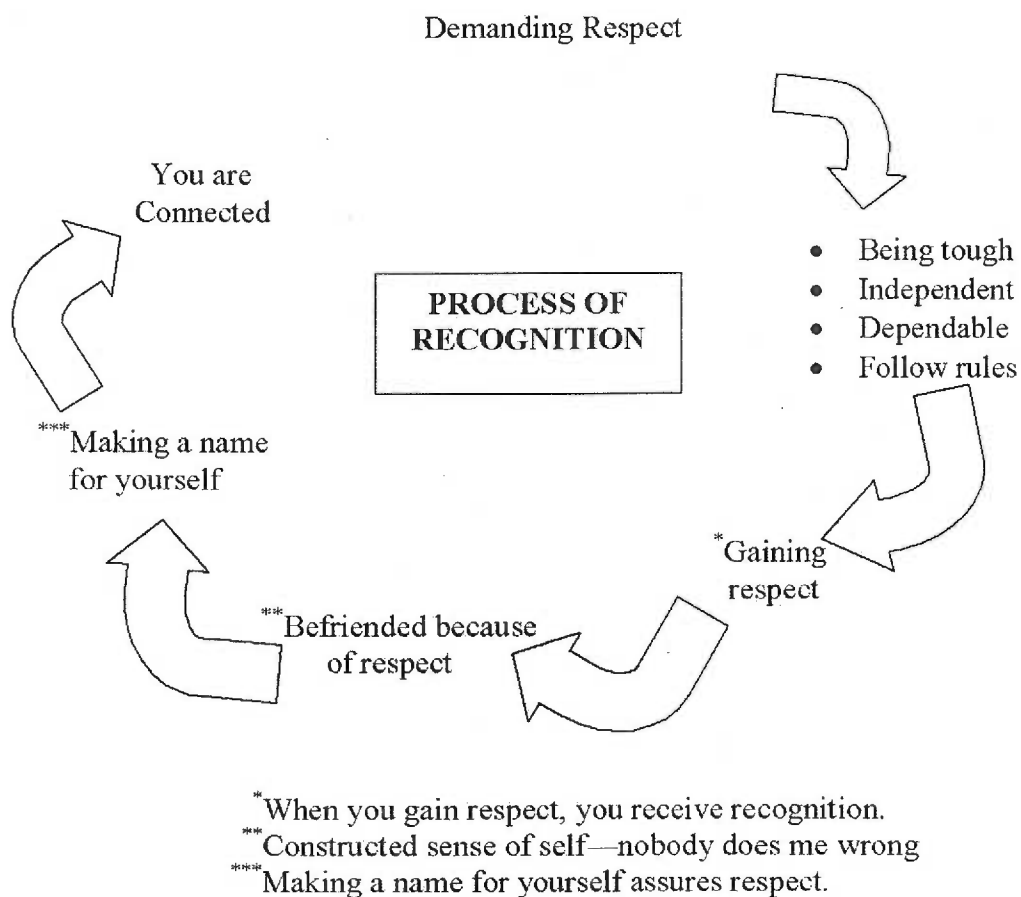 Demanding Respect
You are
Connected
PROCESS OF
RECOGNITION
• Being tough
• Independent
• Dependable
• Follow rules
***Making a name
for yourself
*Gaining
respect
**Befriended because
of respect
*When you gain respect, you receive recognition.
**Constructed sense of self—nobody does me wrong
***Making a name for yourself assures respect.